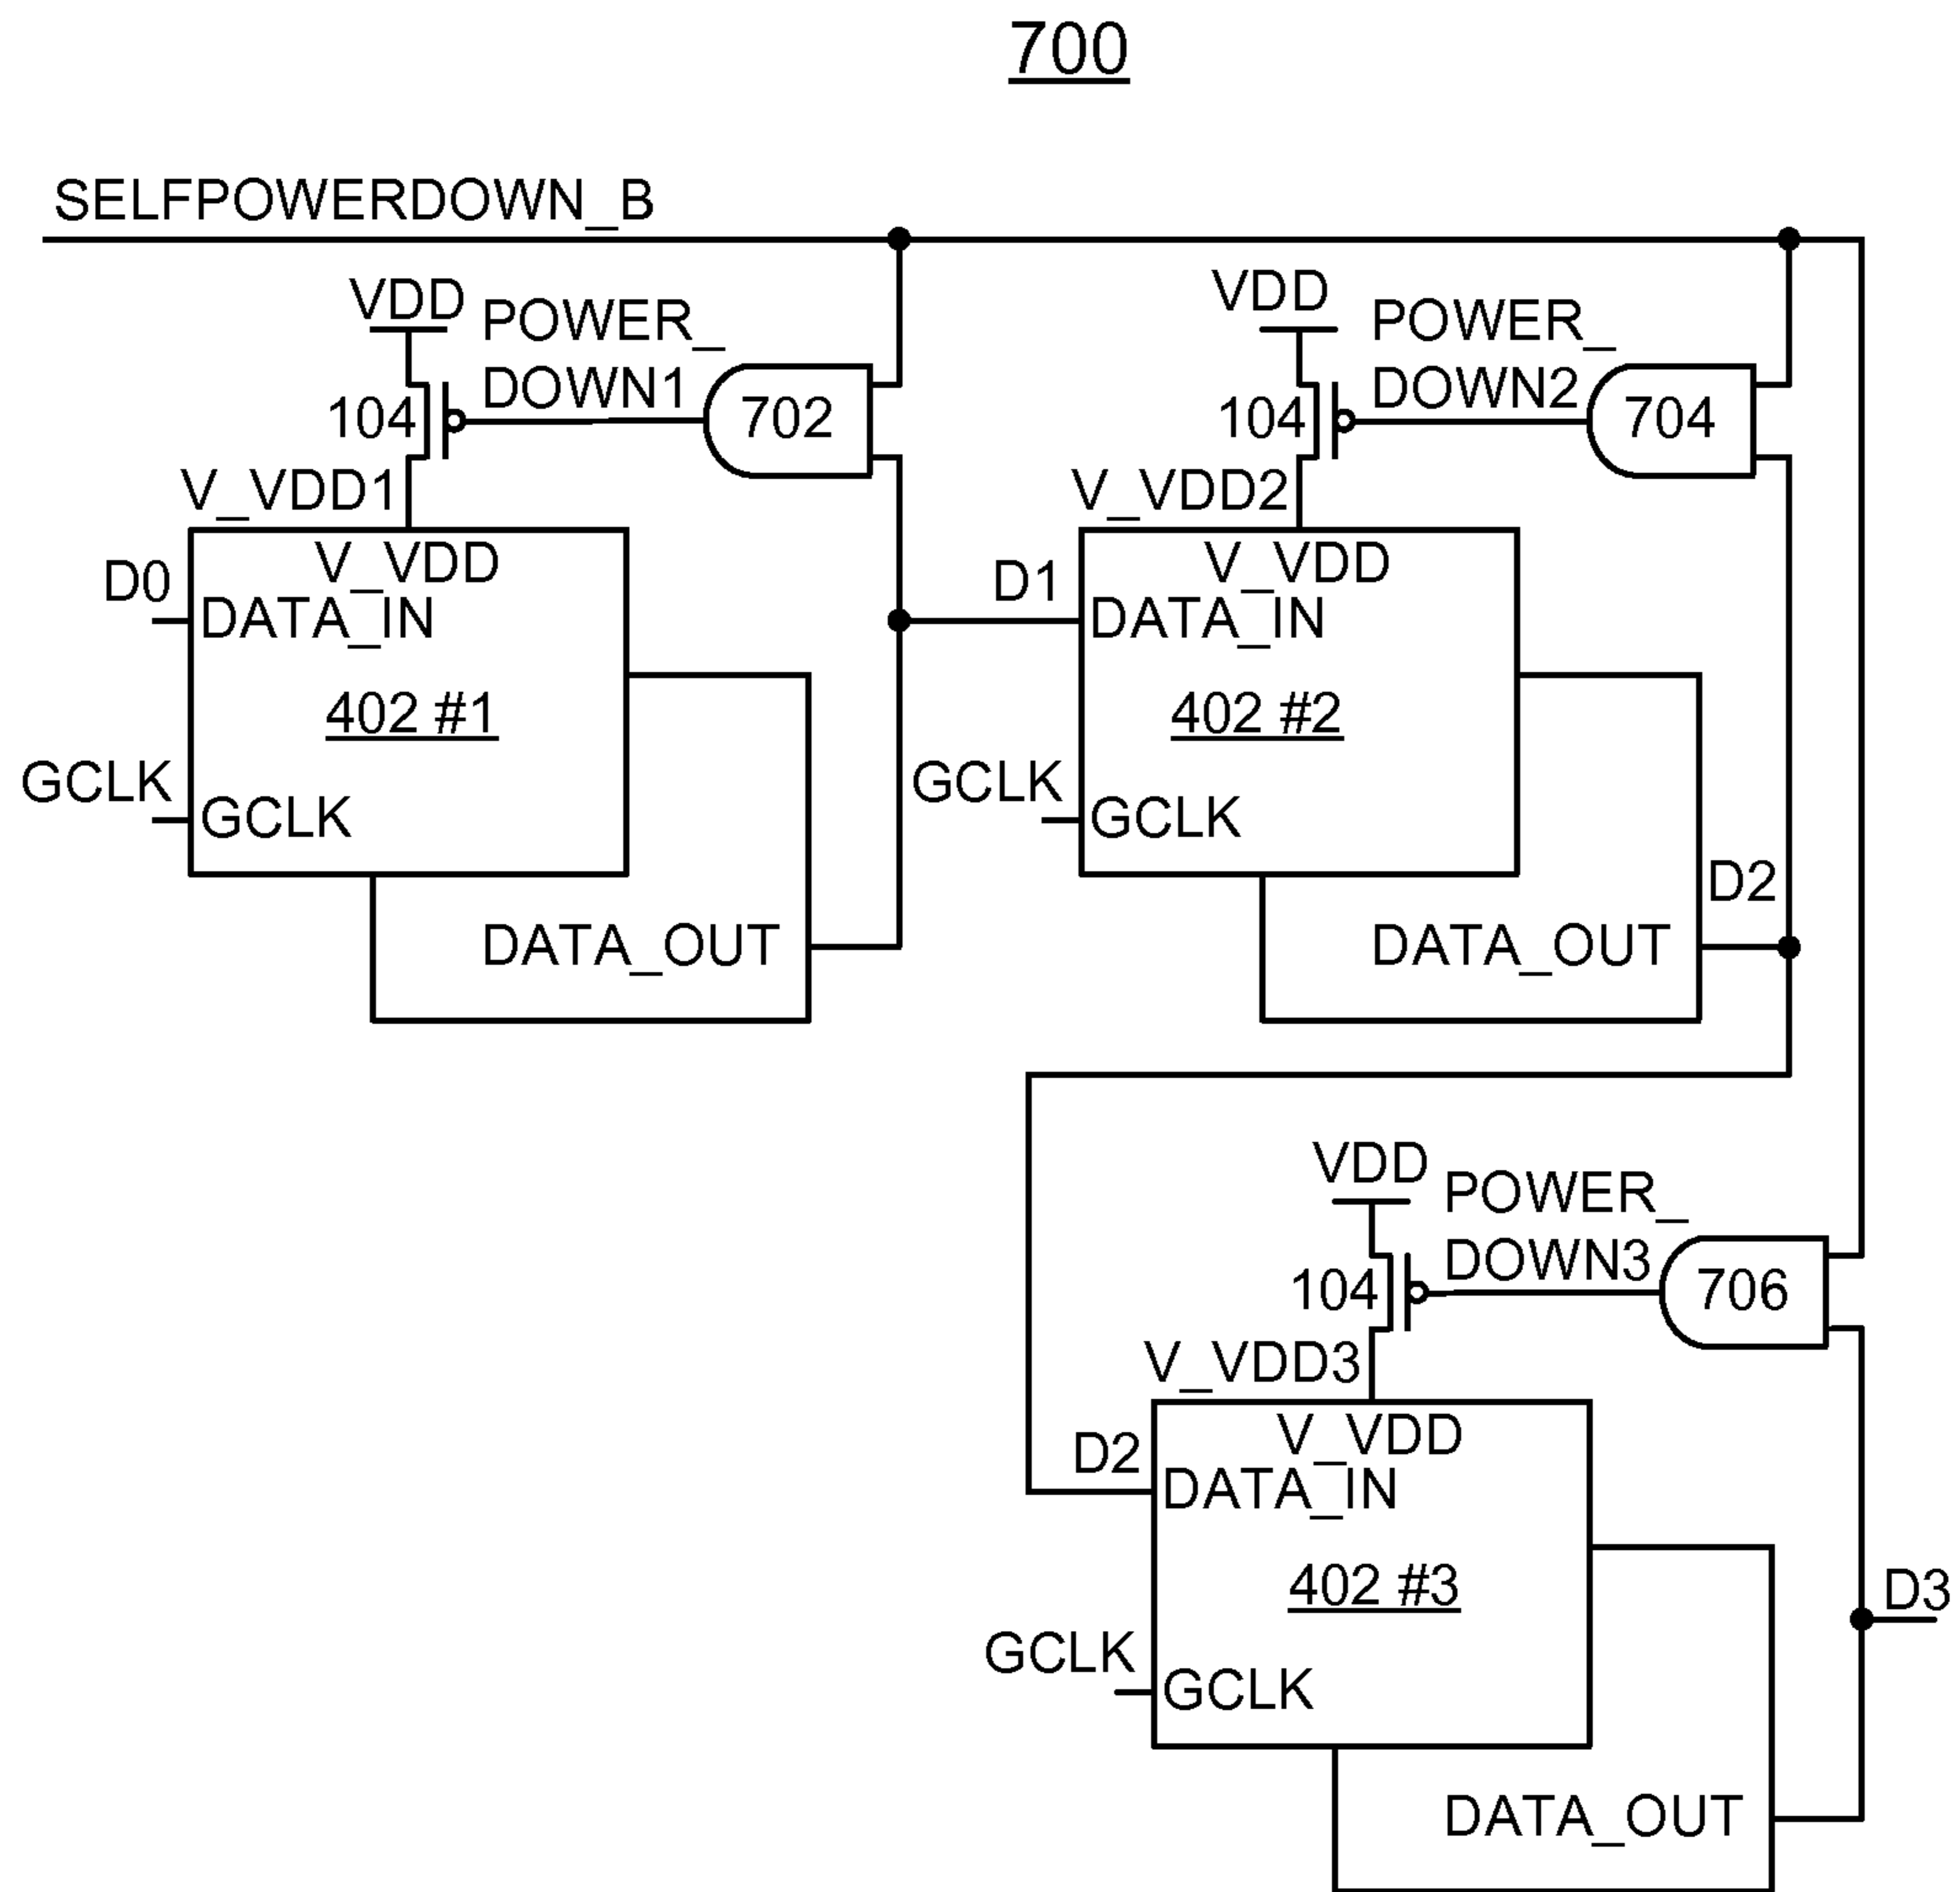 700
SELFPOWERDOWN_B
VDD
POWER_
DOWN1
104
702
V_VDD1
V_VDD
D0
DATA_IN
402 #1
GCLK
GCLK
DATA_OUT
VDD
POWER_
DOWN2
104
704
V_VDD2
V_VDD
D1
DATA_IN
402 #2
GCLK
GCLK
D2
DATA_OUT
VDD
POWER_
DOWN3
104
706
V_VDD3
V_VDD
D2
DATA_IN
402 #3
D3
GCLK
GCLK
DATA_OUT